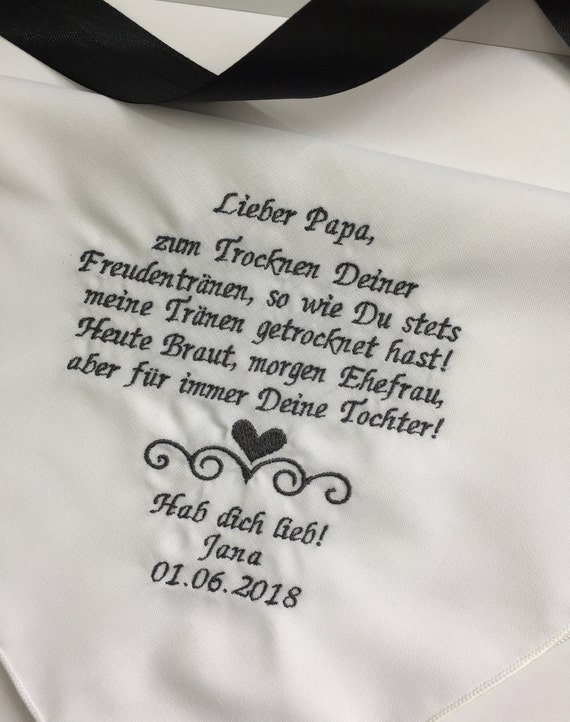 Lieber Papa,
zum Trocknen Deiner
Freudentränen, so wie Du stets
meine Tränen getrocknet hast!
Heute Braut, morgen Ehefrau,
aber für immer Deine Tochter!
Hab dich lieb!
Jana
01.06.2018